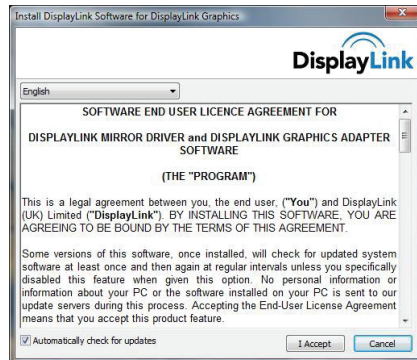 Install DisplayLink Software for DisplayLink Graphics
DisplayLink
English
SOFTWARE END USER LICENCE AGREEMENT FOR
DISPLAYLINK MIRROR DRIVER and DISPLAYLINK GRAPHICS ADAPTER
SOFTWARE
(THE "PROGRAM")
This is a legal agreement between you, the end user, ("You") and DisplayLink
(UK) Limited ("DisplayLink"). BY INSTALLING THIS SOFTWARE, YOU ARE
AGREEING TO BE BOUND BY THE TERMS OF THIS AGREEMENT.
Some versions of this software, once installed, will check for updated system
software at least once and then again at regular intervals unless you specifically
disabled this feature when given this option. No personal information or
information about your PC or the software installed on your PC is sent to our
update servers during this process. Accepting the End-User License Agreement
means that you accept this product feature.
Automatically check for updates
I Accept
Cancel